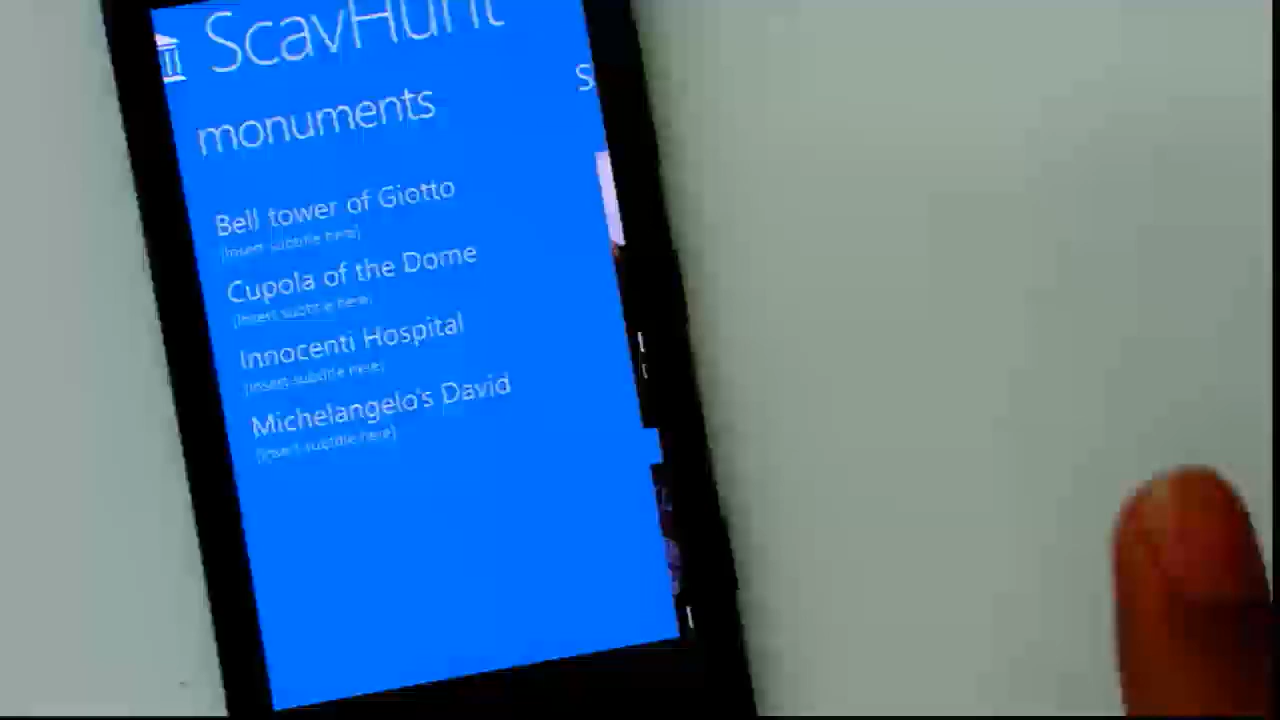 ScavHunt
monuments
S
Bell tower of Giotto
[Insert subtitle here]
Cupola of the Dome
[Insert subtitle here]
Innocenti Hospital
[Insert subtitle here]
Michelangelo's David
[Insert subtitle here]